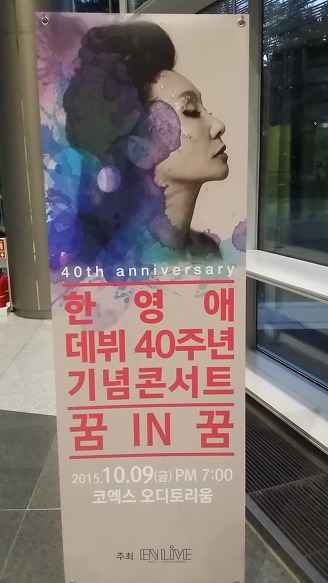 40th anniversary
한 영 애
데뷔 40주년
기념콘서트
꿈 IN 꿈
2015.10.09(금) PM 7:00
코엑스 오디토리움
주최 EN LIVE